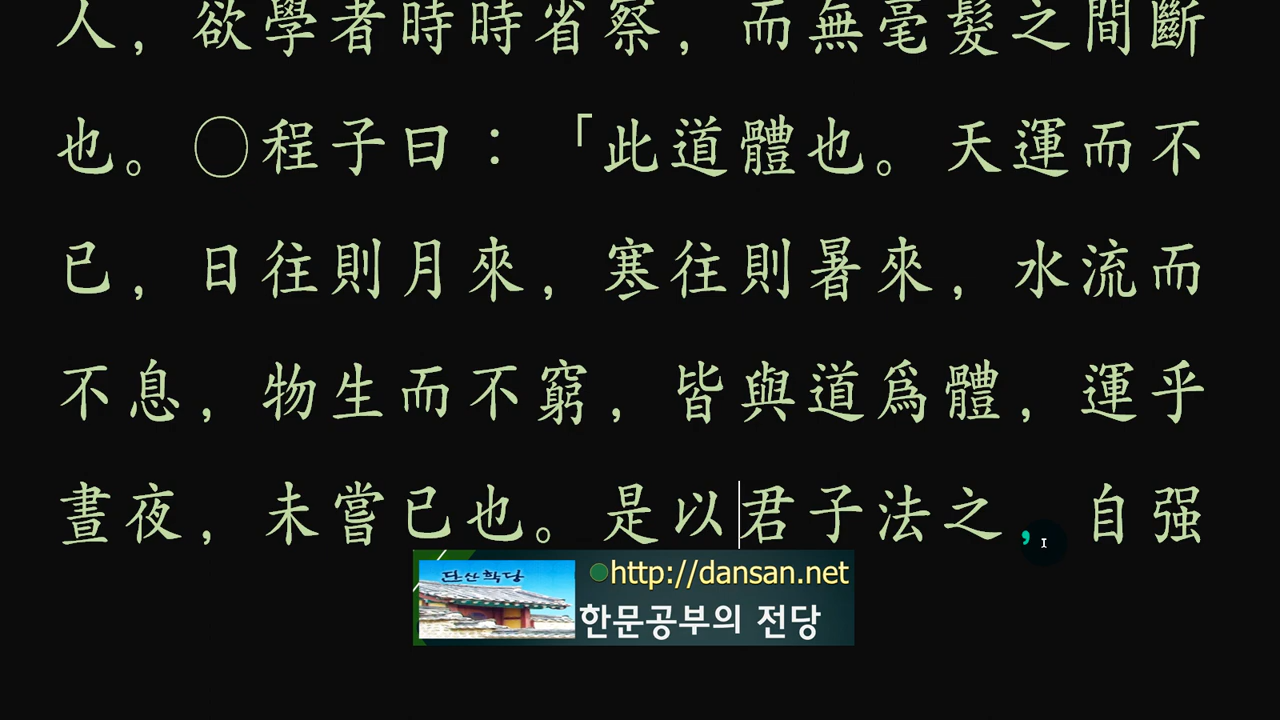 人，欲學者時時省察，而無毫髮之間斷
也。◯程子曰：「此道體也。天運而不
已，日往則月來，寒往則暑來，水流而
不息，物生而不窮，皆與道爲體，運乎
晝夜，未嘗已也。是以君子法之，自强
단산학당
http://dansan.net
한문공부의 전당